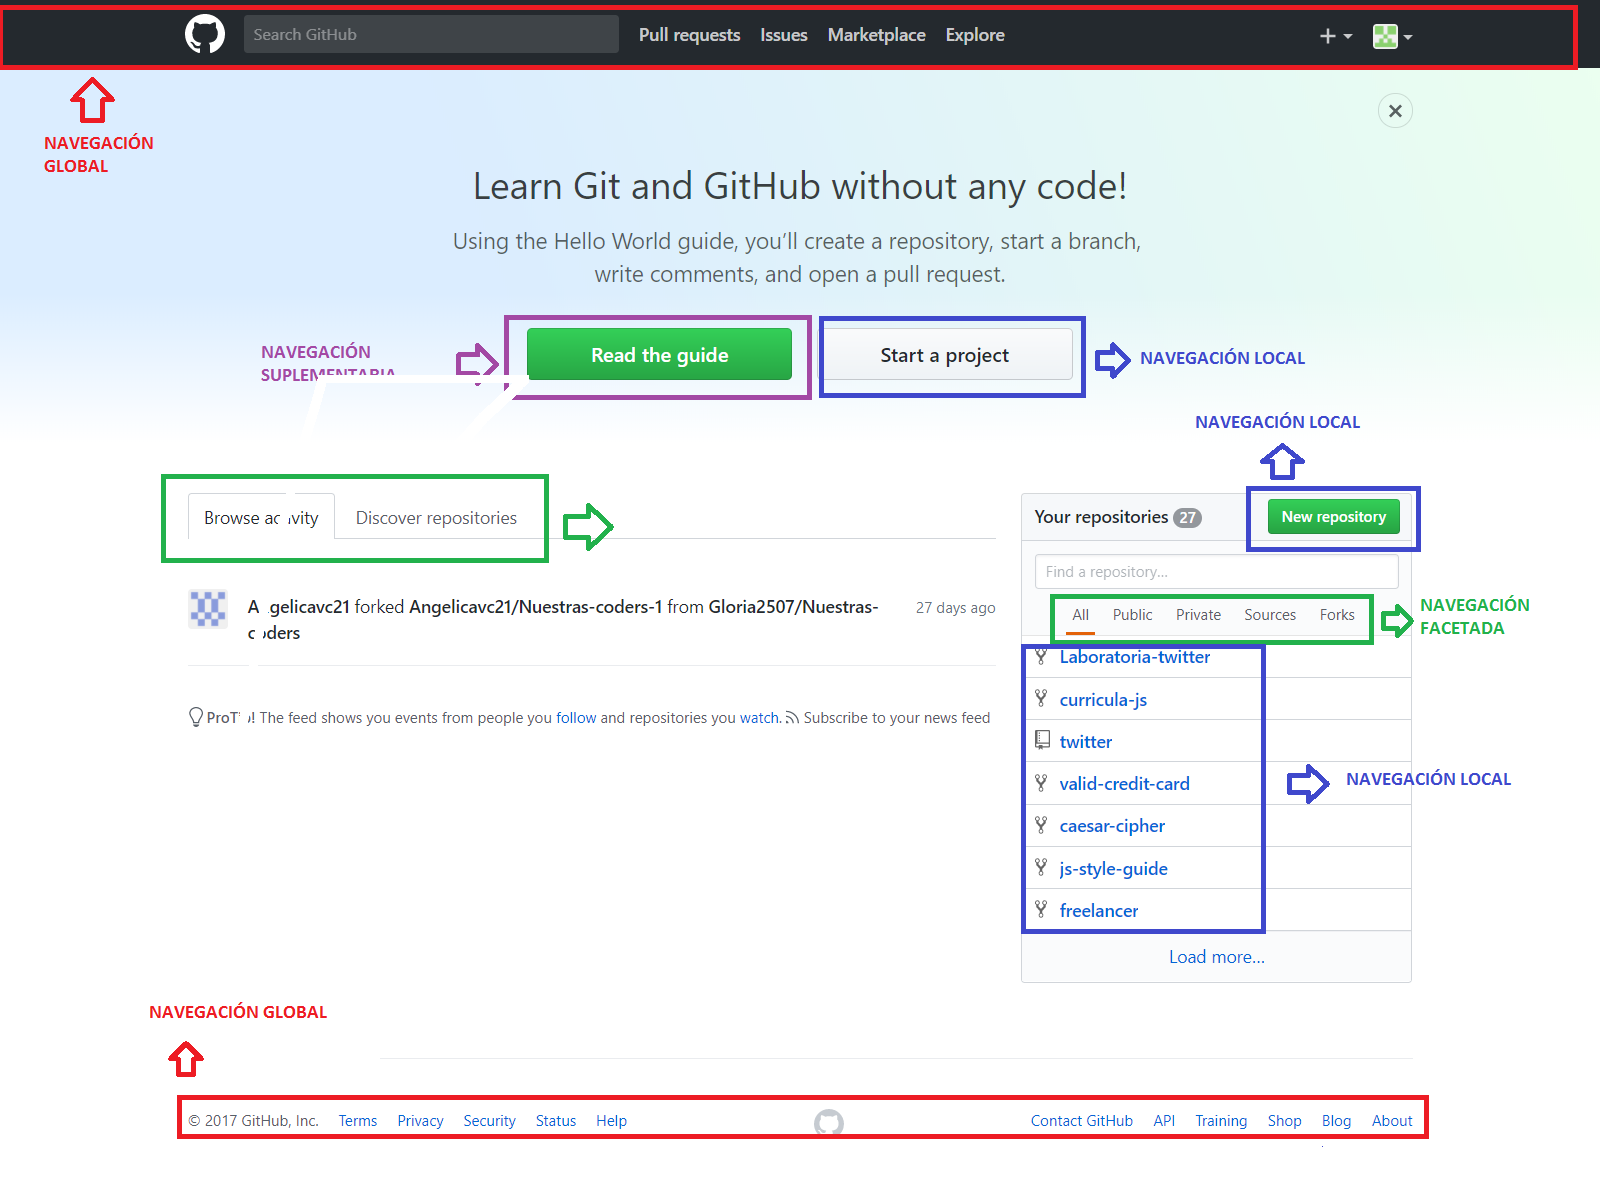 Search GitHub
Pull requests Issues Marketplace Explore
NAVEGACIÓN
GLOBAL
Learn Git and GitHub without any code!
Using the Hello World guide, you'll create a repository, start a branch,
write comments, and open a pull request.
NAVEGACIÓN
SUPLEMENTARIA
Read the guide
Start a project
NAVEGACIÓN LOCAL
NAVEGACIÓN LOCAL
Browse activity Discover repositories
Your repositories 27
New repository
Find a repository...
All Public Private Sources Forks
NAVEGACIÓN
FACETADA
Angelicavc21 forked Angelicavc21/Nuestras-coders-1 from Gloria2507/Nuestras-
coders
27 days ago
ProTip! The feed shows you events from people you follow and repositories you watch. Subscribe to your news feed
Laboratoria-twitter
curricula-js
twitter
valid-credit-card
caesar-cipher
js-style-guide
freelancer
NAVEGACIÓN LOCAL
Load more...
NAVEGACIÓN GLOBAL
© 2017 GitHub, Inc. Terms Privacy Security Status Help
Contact GitHub API Training Shop Blog About